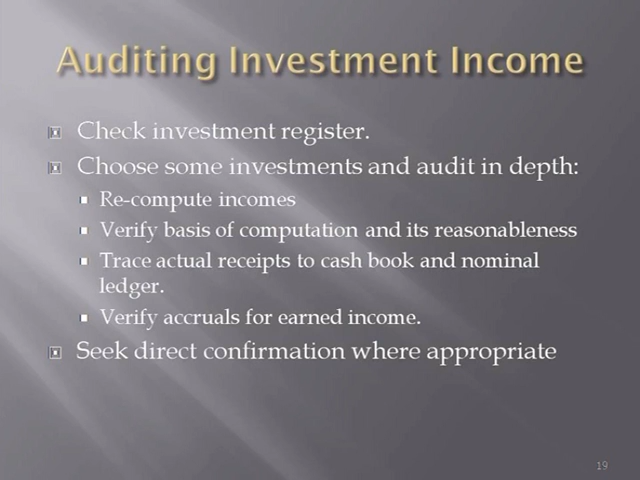 Auditing Investment Income
Check investment register.
Choose some investments and audit in depth:
Re-compute incomes
Verify basis of computation and its reasonableness
Trace actual receipts to cash book and nominal
ledger.
Verify accruals for earned income.
Seek direct confirmation where appropriate
19